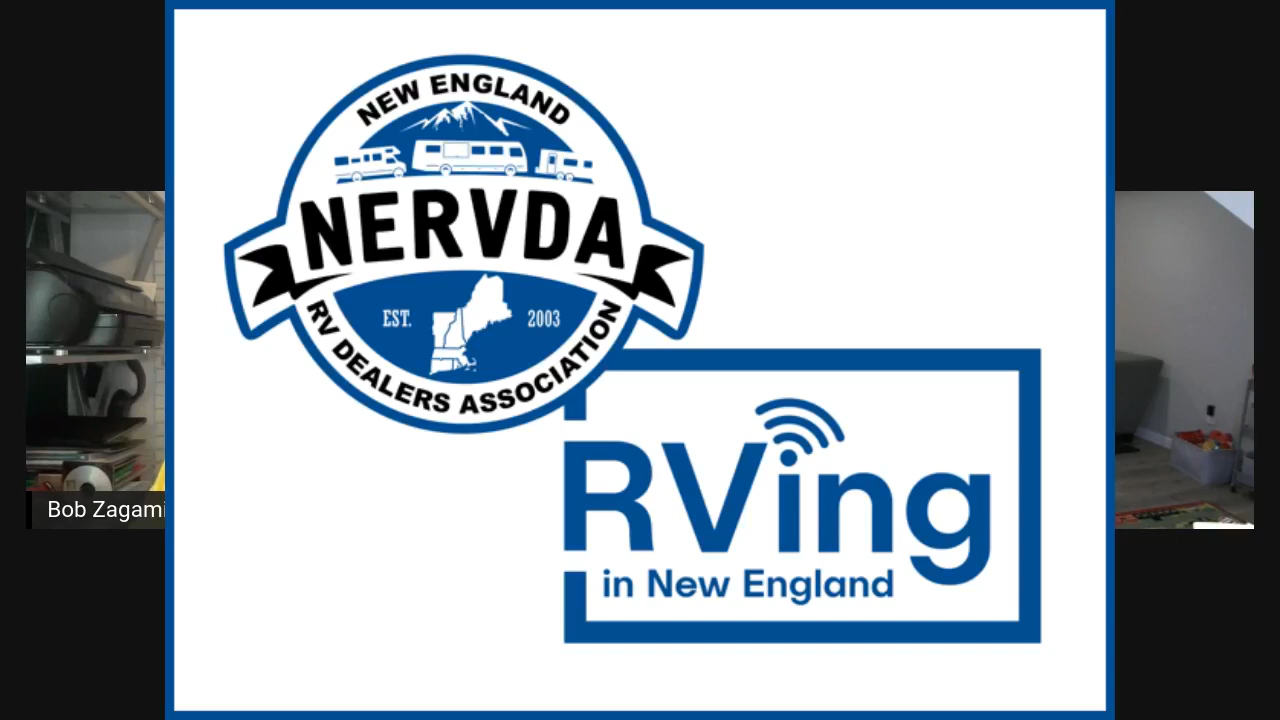 NEW ENGLAND
NERVDA
EST. 2003
RV DEALERS ASSOCIATION
RVing
in New England
Bob Zagami